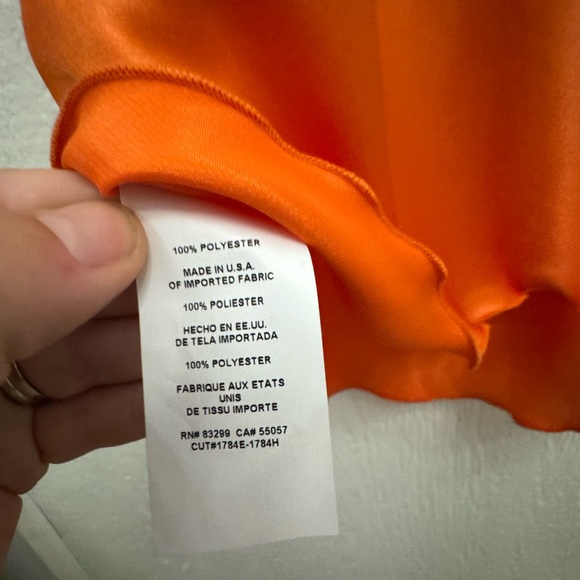 100% POLYESTER
MADE IN U.S.A.
OF IMPORTED FABRIC
100% POLIESTER
HECHO EN EE.UU.
DE TELA IMPORTADA
100% POLYESTER
FABRIQUE AUX ETATS
UNIS
DE TISSU IMPORTE
RN# 83299 CA# 55057
CUT#1784E-1784H